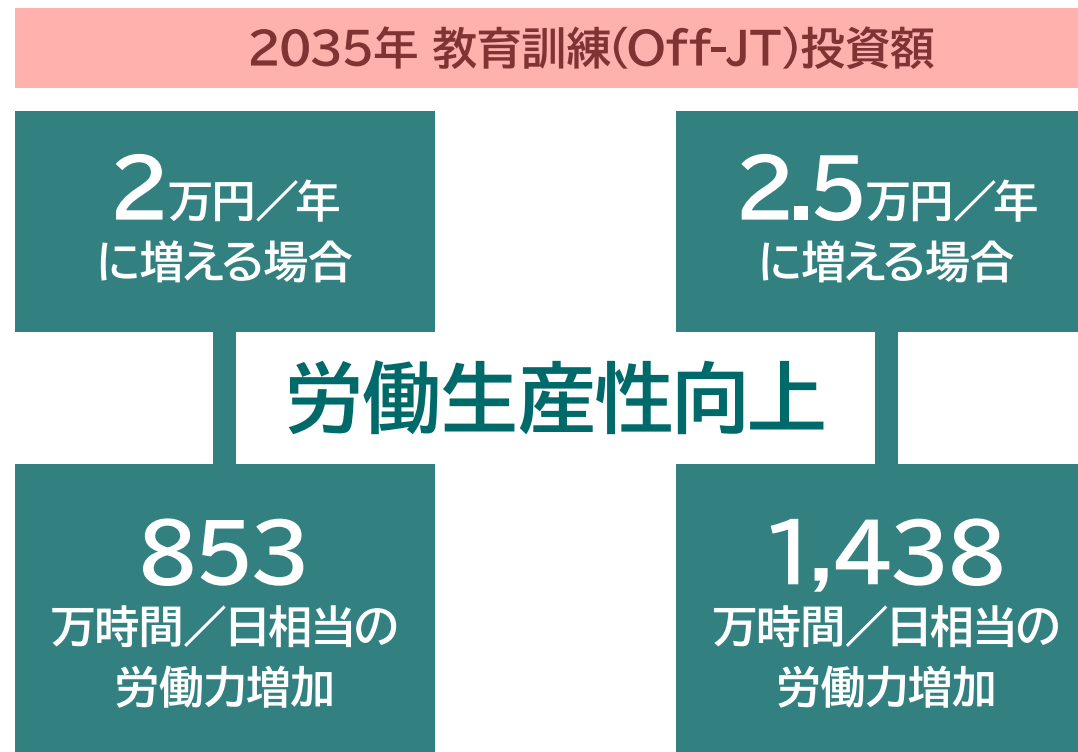 2035年 教育訓練(Off-JT)投資額
2万円／年
に増える場合
2.5万円／年
に増える場合
労働生産性向上
853
万時間／日相当の
労働力増加
1,438
万時間／日相当の
労働力増加